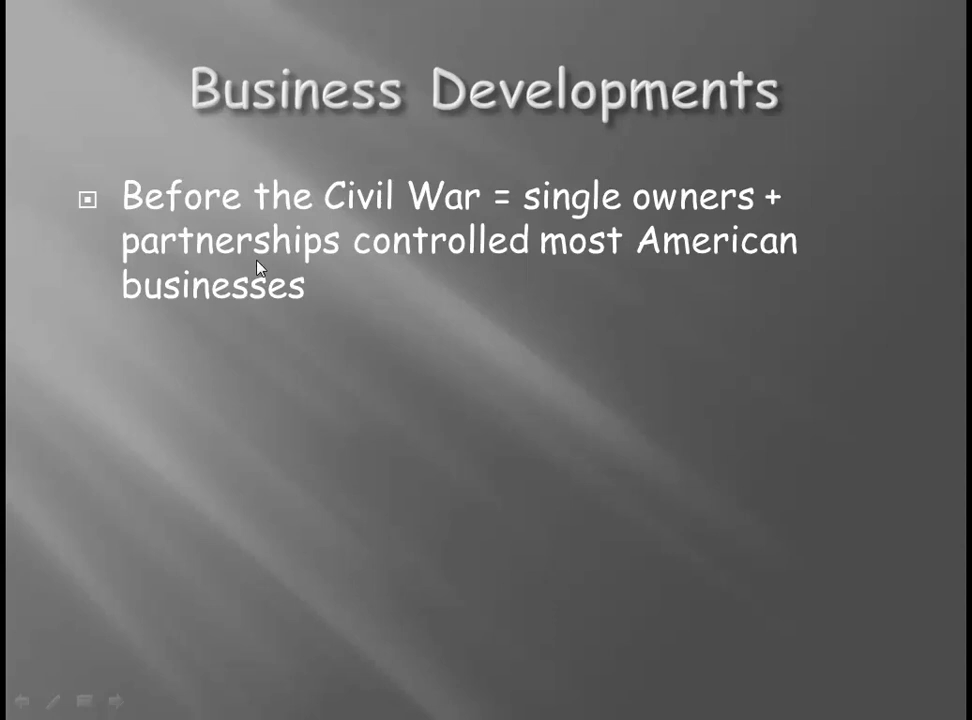 Business Developments
Before the Civil War = single owners +
partnerships controlled most American
businesses